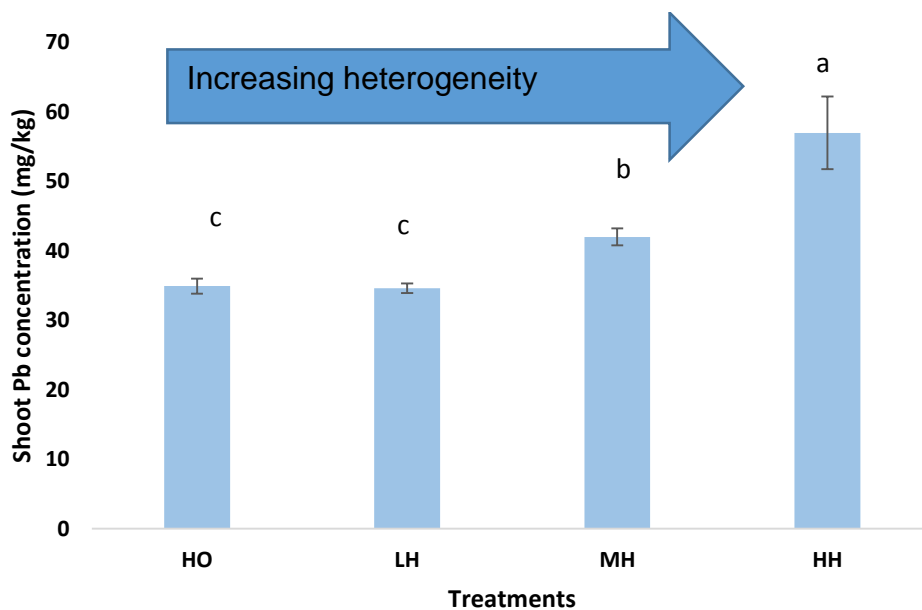 Increasing heterogeneity
Shoot Pb concentration (mg/kg)
70
60
50
40
30
20
10
0
c
c
b
a
HO
LH
MH
HH
Treatments